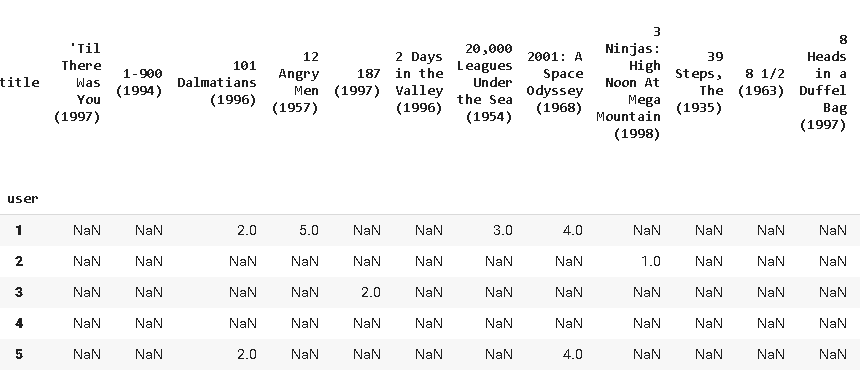 title
'Til
There
Was
You
(1997)
1-900
(1994)
101
Dalmatians
(1996)
12
Angry
Men
(1957)
187
(1997)
2 Days
in the
Valley
(1996)
20,000
Leagues
Under
the Sea
(1954)
2001: A
Space
Odyssey
(1968)
3
Ninjas:
High
Noon At
Mega
Mountain
(1998)
39
Steps,
The
(1935)
8 1/2
(1963)
8
Heads
in a
Duffel
Bag
(1997)
user
1 NaN NaN 2.0 5.0 NaN NaN 3.0 4.0 NaN NaN NaN NaN
2 NaN NaN NaN NaN NaN NaN NaN NaN 1.0 NaN NaN NaN
3 NaN NaN NaN NaN 2.0 NaN NaN NaN NaN NaN NaN NaN
4 NaN NaN NaN NaN NaN NaN NaN NaN NaN NaN NaN NaN
5 NaN NaN 2.0 NaN NaN NaN NaN 4.0 NaN NaN NaN NaN